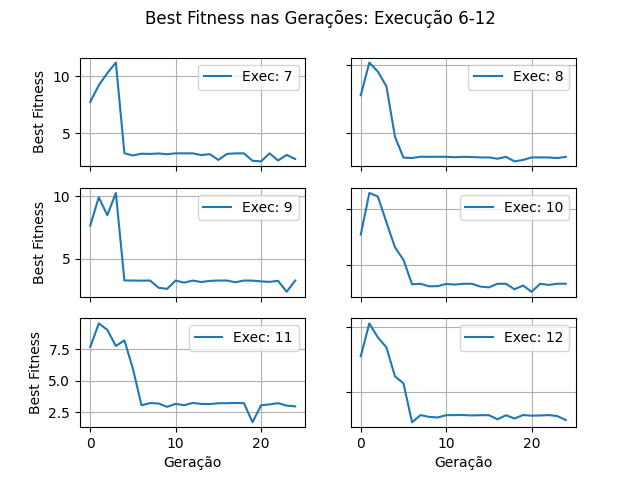 Best Fitness nas Gerações: Execução 6-12
Best Fitness
10
5
Exec: 7
Exec: 8
Best Fitness
10
5
Exec: 9
Exec: 10
Best Fitness
7.5
5.0
2.5
Exec: 11
Exec: 12
0 10 20
0 10 20
Geração
Geração